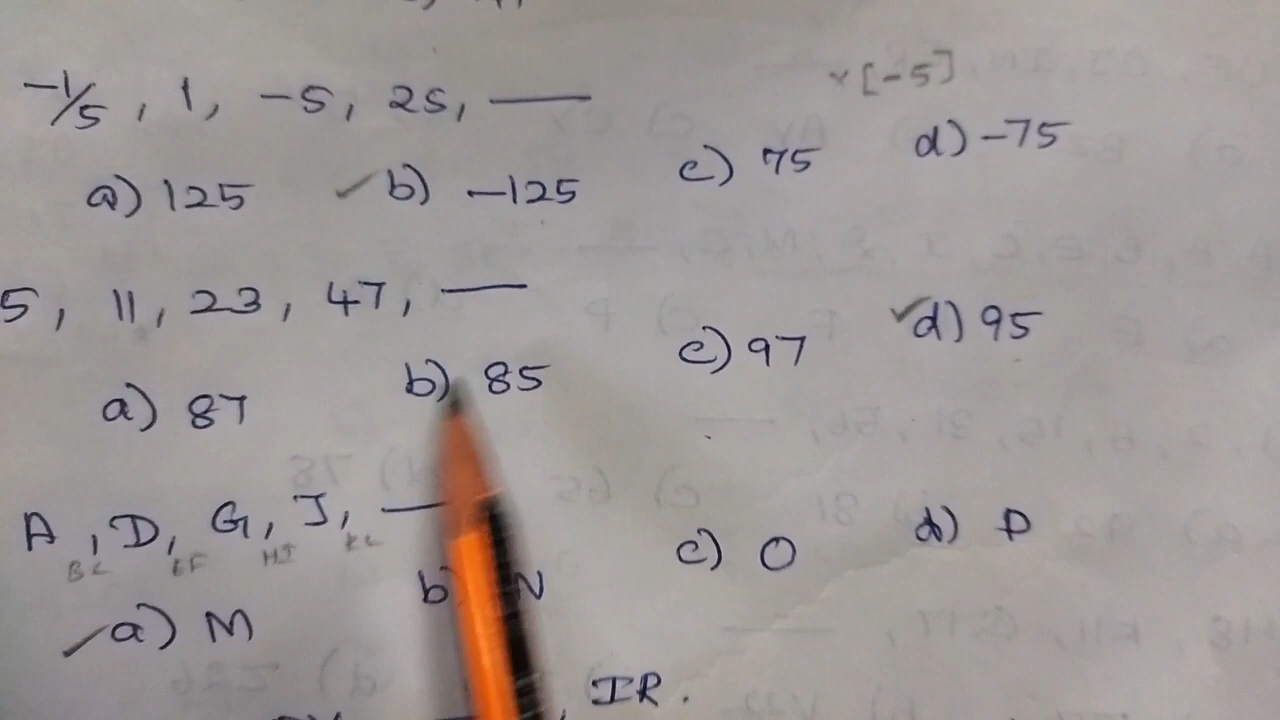 -1/5, 1, -5, 25, ___ × [-5]
a) 125 ✓b) -125 c) 75 d) -75
5, 11, 23, 47, ___
a) 87 b) 85 c) 97 ✓d) 95
A, D, G, J, ___
BC EF HI KL
✓a) M b) N c) O d) P
, IR.